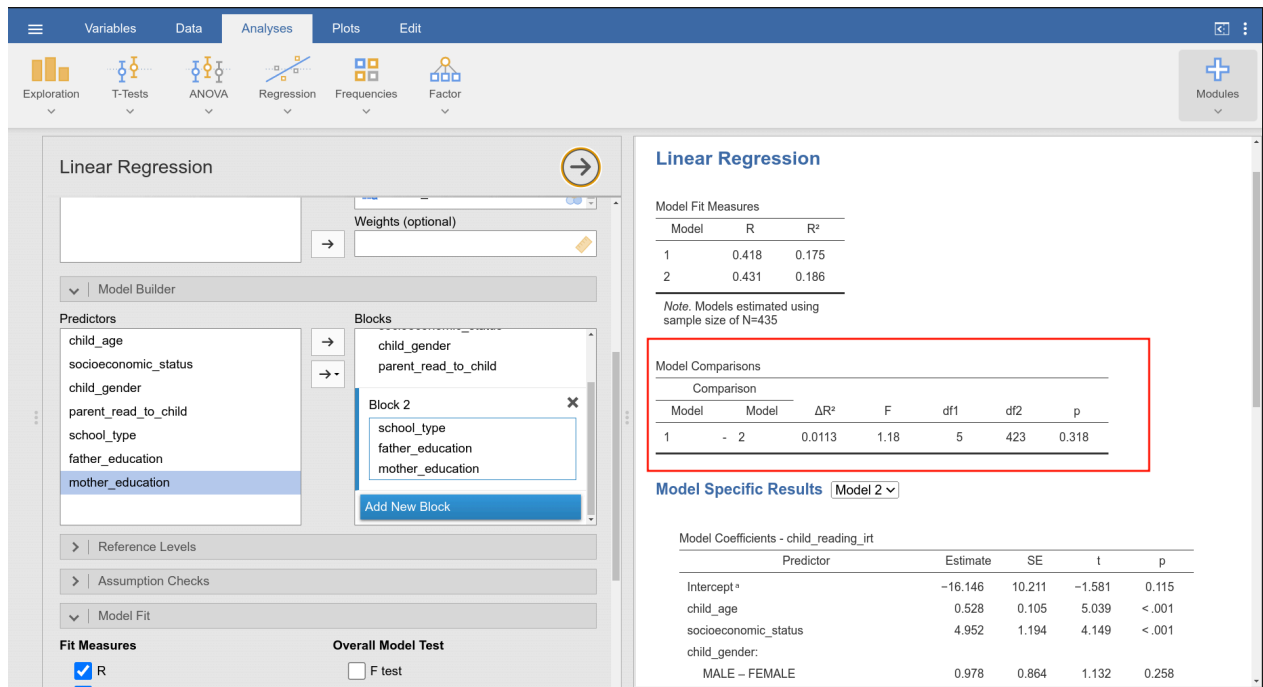 Variables Data Analyses Plots Edit
Exploration T-Tests ANOVA Regression Frequencies Factor Modules
Linear Regression
Weights (optional)
Model Builder
Predictors
child_age
socioeconomic_status
child_gender
parent_read_to_child
school_type
father_education
mother_education
Blocks
child_gender
parent_read_to_child
Block 2
school_type
father_education
mother_education
Add New Block
Reference Levels
Assumption Checks
Model Fit
Fit Measures Overall Model Test
R F test
Linear Regression
Model Fit Measures
Model R R²
1 0.418 0.175
2 0.431 0.186
Note. Models estimated using
sample size of N=435
Model Comparisons
Comparison
Model Model ΔR² F df1 df2 p
1 - 2 0.0113 1.18 5 423 0.318
Model Specific Results Model 2
Model Coefficients - child_reading_irt
Predictor Estimate SE t p
Intercept ᵃ −16.146 10.211 −1.581 0.115
child_age 0.528 0.105 5.039 < .001
socioeconomic_status 4.952 1.194 4.149 < .001
child_gender:
MALE – FEMALE 0.978 0.864 1.132 0.258